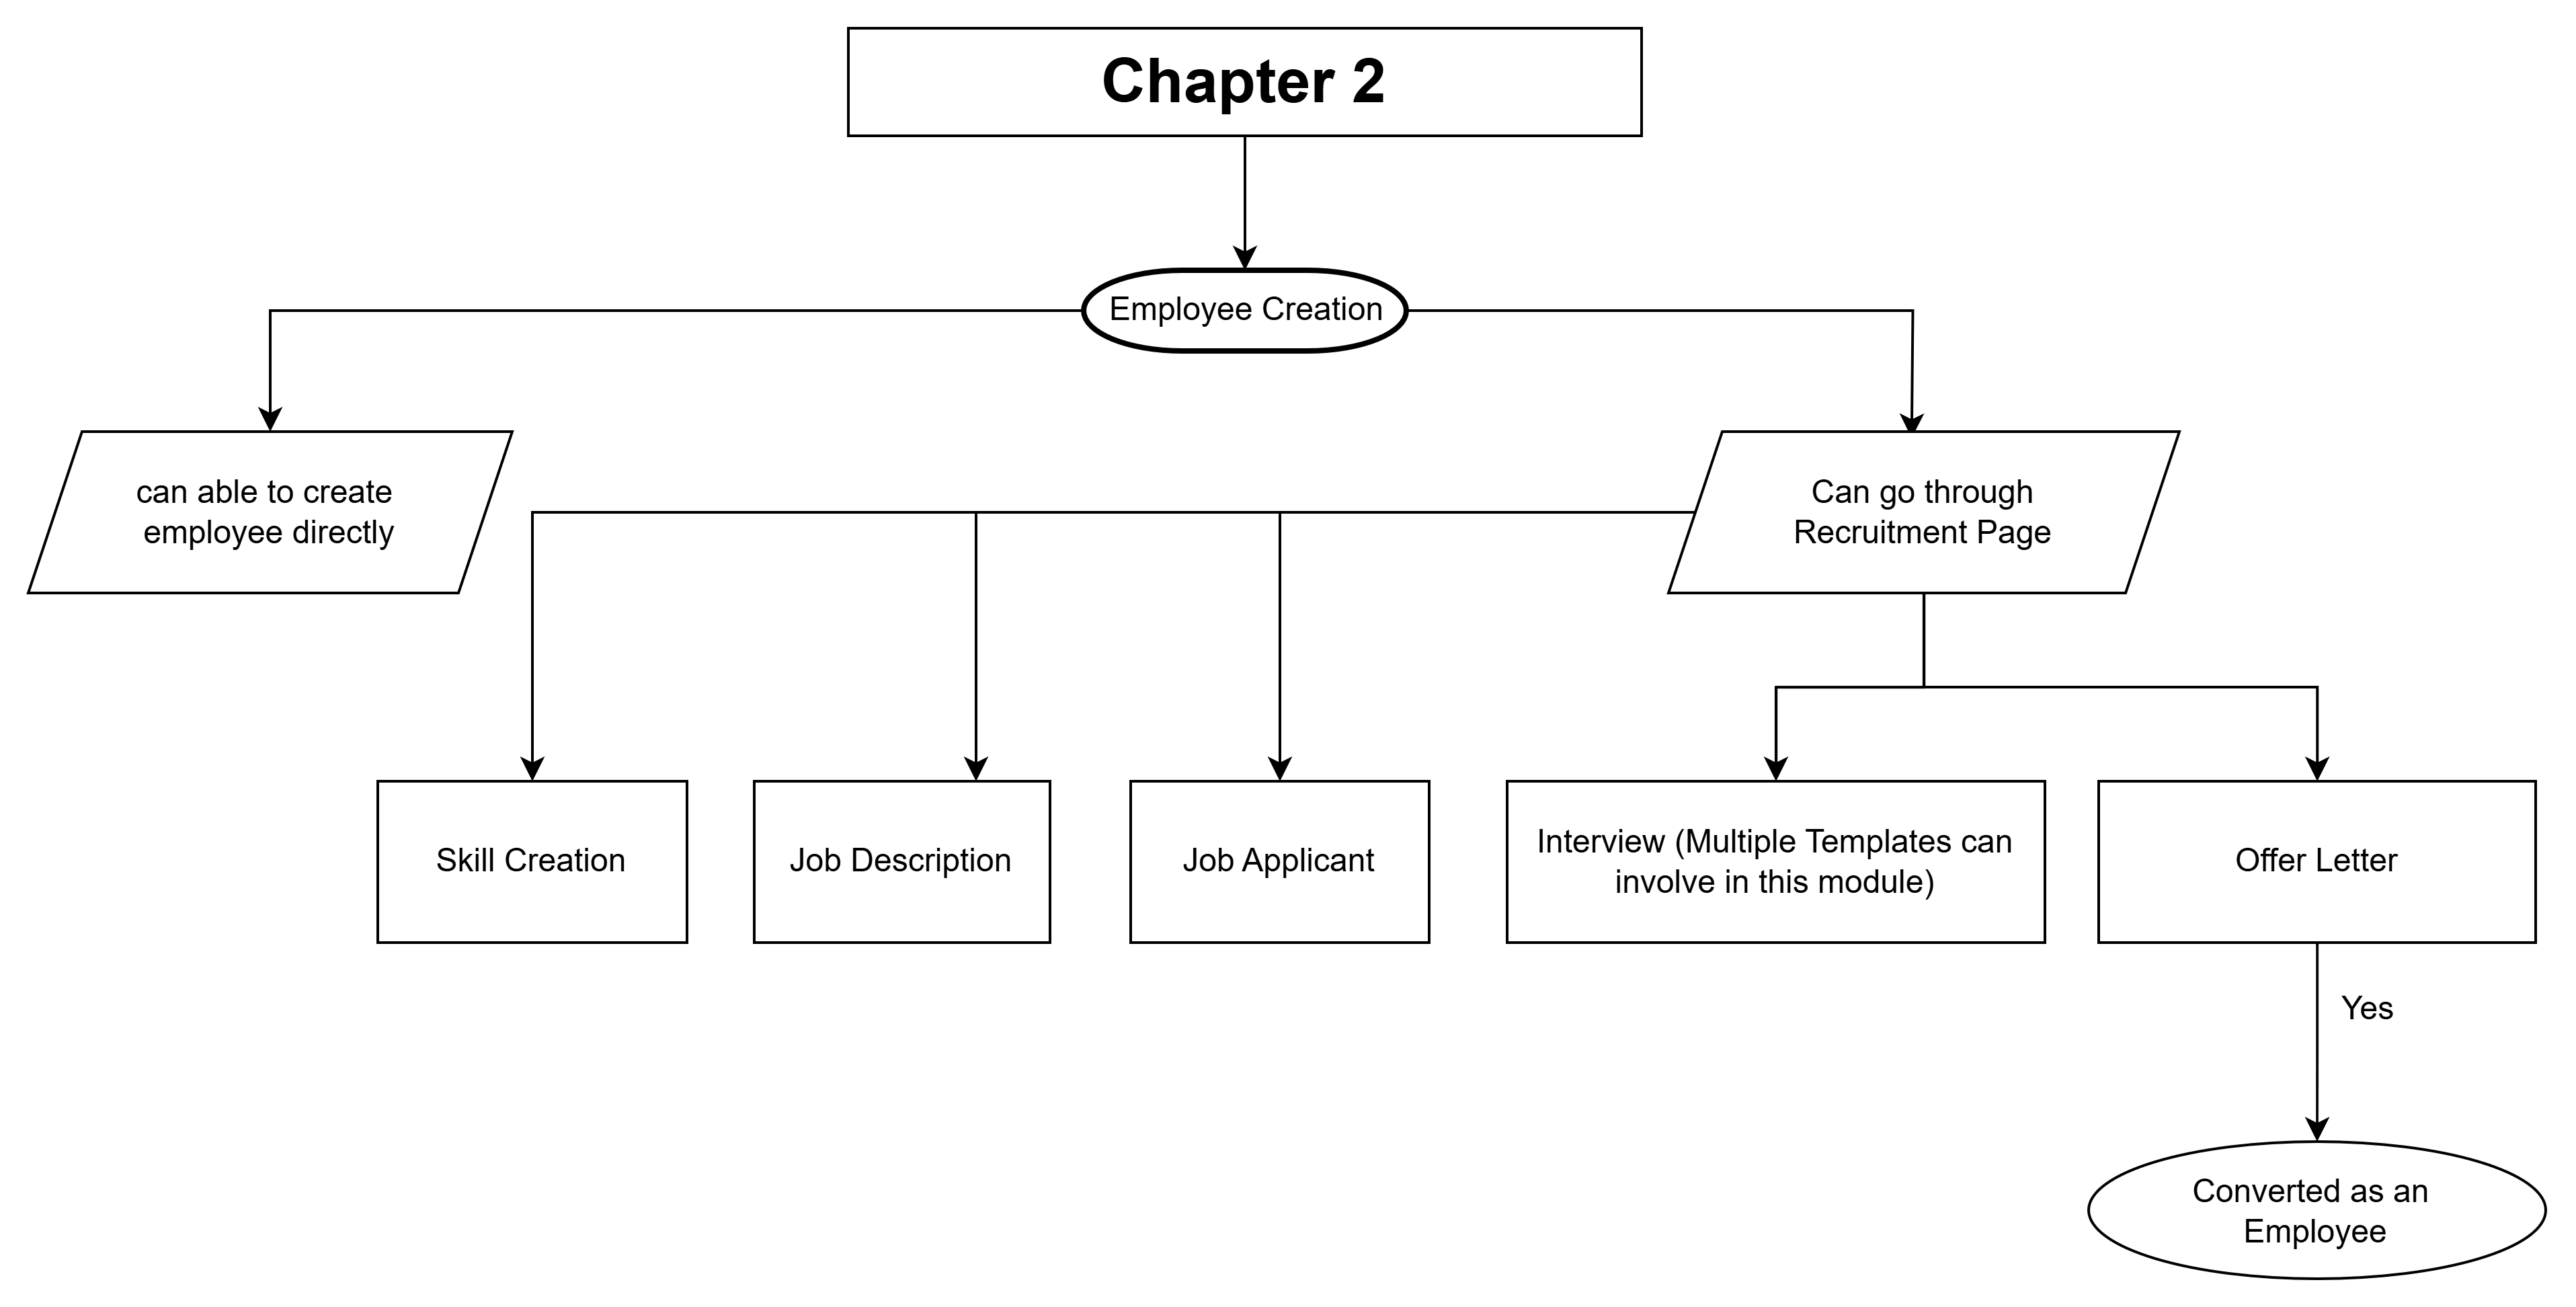 Chapter 2
Employee Creation
can able to create
employee directly
Can go through
Recruitment Page
Skill Creation
Job Description
Job Applicant
Interview (Multiple Templates can
involve in this module)
Offer Letter
Yes
Converted as an
Employee